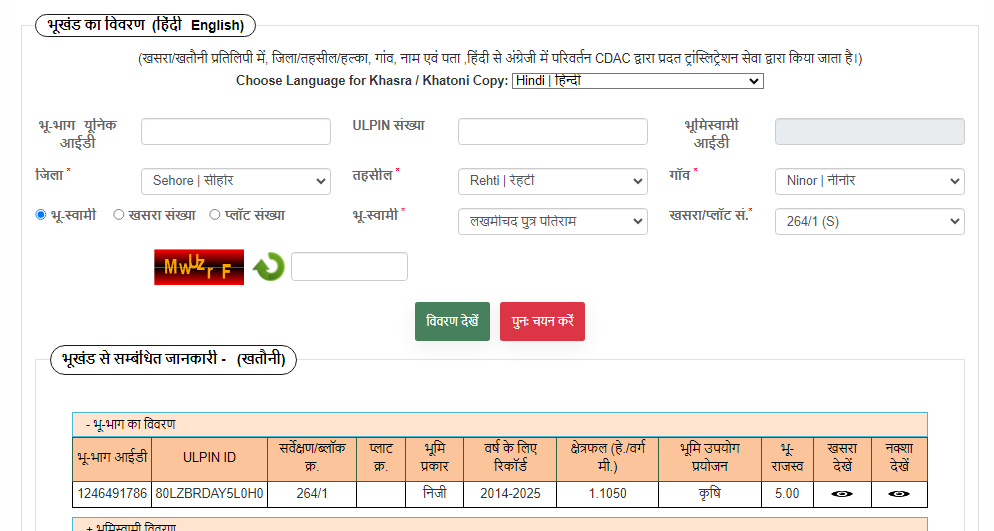 भूखंड का विवरण (हिंदी English)
(खसरा/खतौनी प्रतिलिपी में, जिला/तहसील/हल्का, गांव, नाम एवं पता ,हिंदी से अंग्रेजी में परिवर्तन CDAC द्वारा प्रदत ट्रांस्लिट्रेशन सेवा द्वारा किया जाता है।)
Choose Language for Khasra / Khatoni Copy: Hindi | हिन्दी
भू-भाग यूनिक आईडी ULPIN संख्या भूमिस्वामी आईडी
जिला * Sehore | सीहोर तहसील * Rehti | रेहटी गाँव * Ninor | नीनोर
भू-स्वामी खसरा संख्या प्लॉट संख्या भू-स्वामी * लखमीचद पुत्र पतिराम खसरा/प्लॉट सं.* 264/1 (S)
MwUzrF
विवरण देखें पुनः चयन करें
भूखंड से सम्बंधित जानकारी - (खतौनी)
- भू-भाग का विवरण
भू-भाग आईडी ULPIN ID सर्वेक्षण/ब्लॉक क्र. प्लाट क्र. भूमि प्रकार वर्ष के लिए रिकॉर्ड क्षेत्रफल (हे./वर्ग मी.) भूमि उपयोग प्रयोजन भू-राजस्व खसरा देखें नक्शा देखें
1246491786 80LZBRDAY5L0H0 264/1 निजी 2014-2025 1.1050 कृषि 5.00
+ भूमिस्वामी विवरण